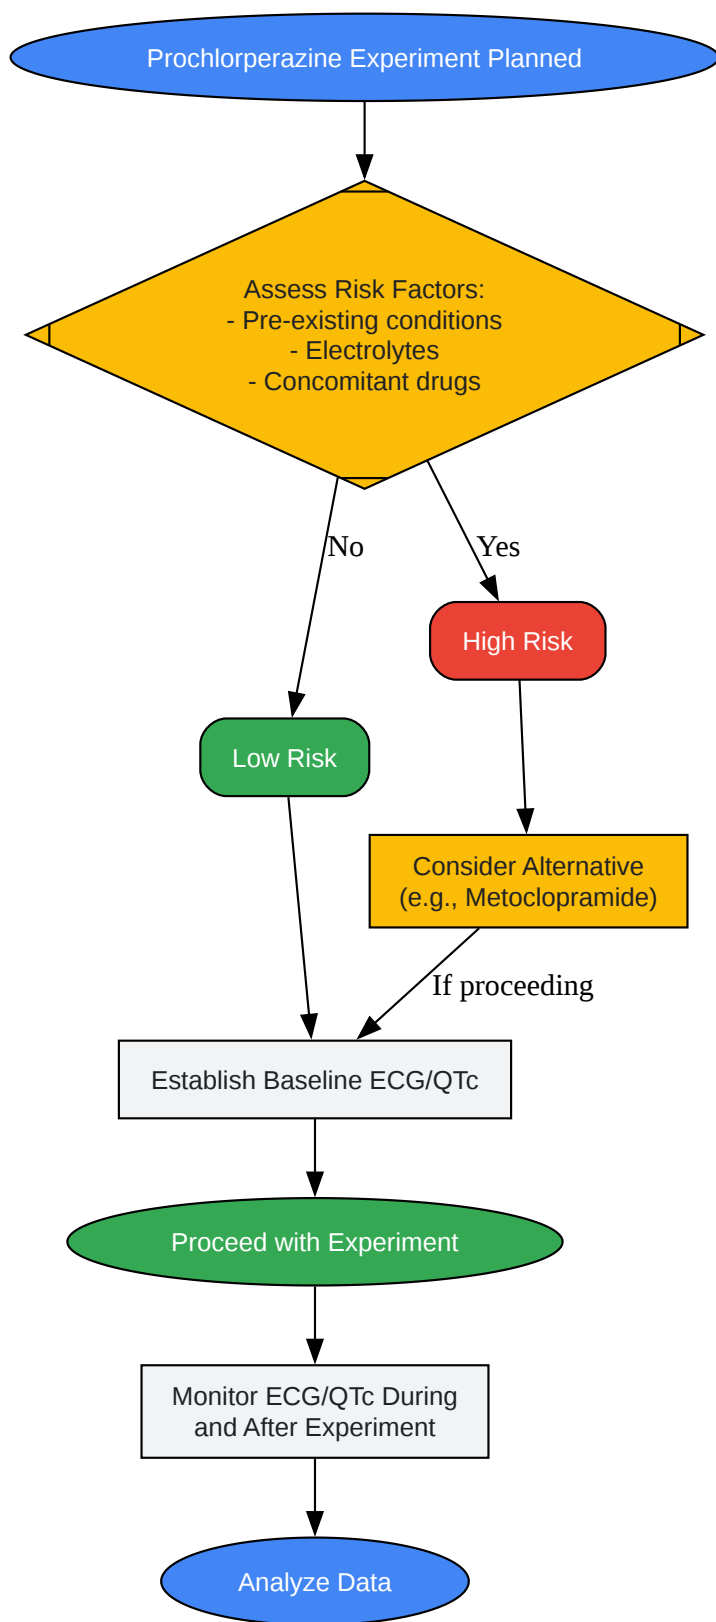 Prochlorperazine Experiment Planned
Assess Risk Factors:
- Pre-existing conditions
- Electrolytes
- Concomitant drugs
No
Yes
High Risk
Low Risk
Consider Alternative
(e.g., Metoclopramide)
If proceeding
Establish Baseline ECG/QTc
Proceed with Experiment
Monitor ECG/QTc During
and After Experiment
Analyze Data